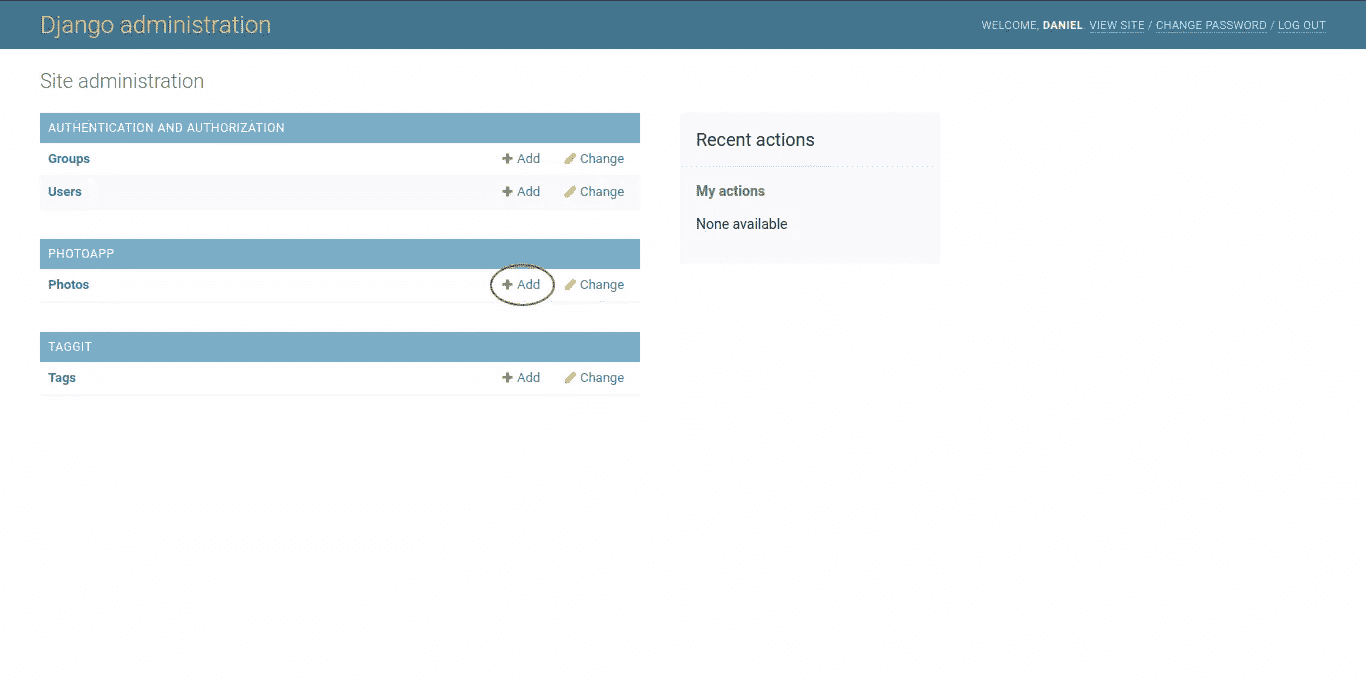 Django administration
WELCOME, DANIEL VIEW SITE / CHANGE PASSWORD / LOG OUT
Site administration
AUTHENTICATION AND AUTHORIZATION
Groups Add Change
Users Add Change
PHOTOAPP
Photos Add Change
TAGGIT
Tags Add Change
Recent actions
My actions
None available